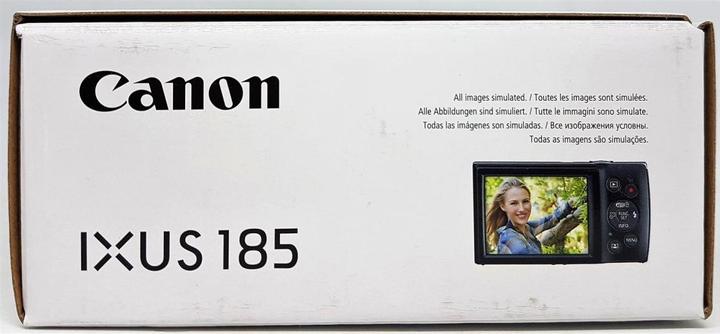 Canon
All images simulated. / Toutes les images sont simulées.
Alle Abbildungen sind simuliert. / Tutte le immagini sono simulate.
Todas las imágenes son simuladas. / Все изображения условны.
Todas as imagens são simulações.
IXUS 185
FUNC.
SET
INFO
MENU